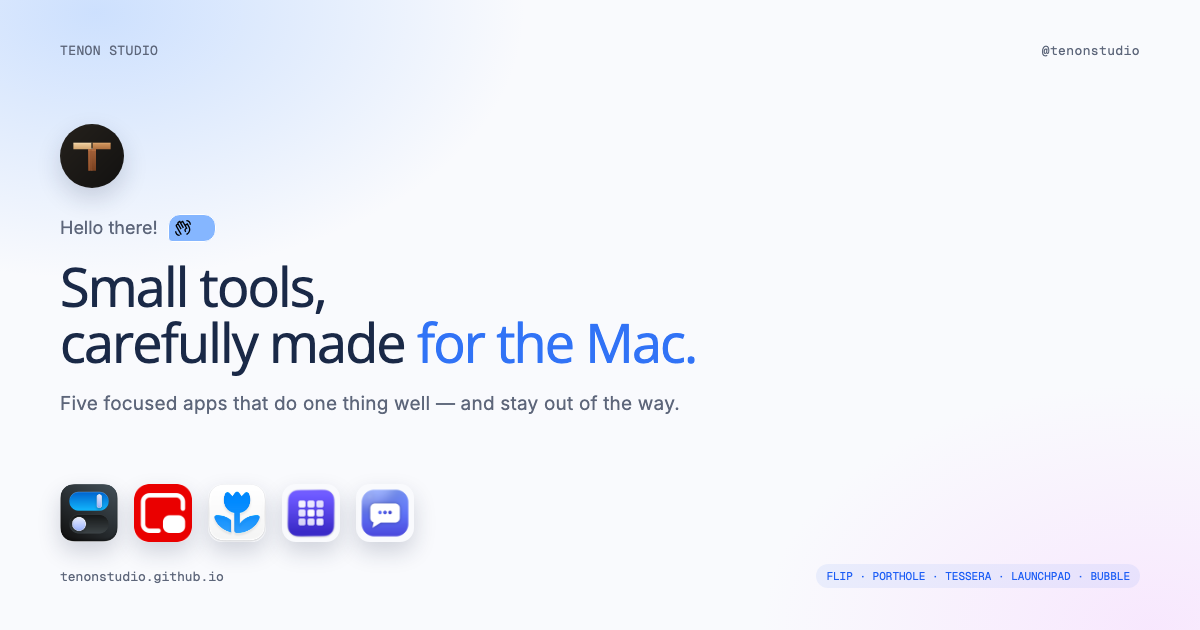 TENON STUDIO
@tenonstudio
T
Hello there! 👋
Small tools,
carefully made for the Mac.
Five focused apps that do one thing well — and stay out of the way.
tenonstudio.github.io
FLIP · PORTHOLE · TESSERA · LAUNCHPAD · BUBBLE